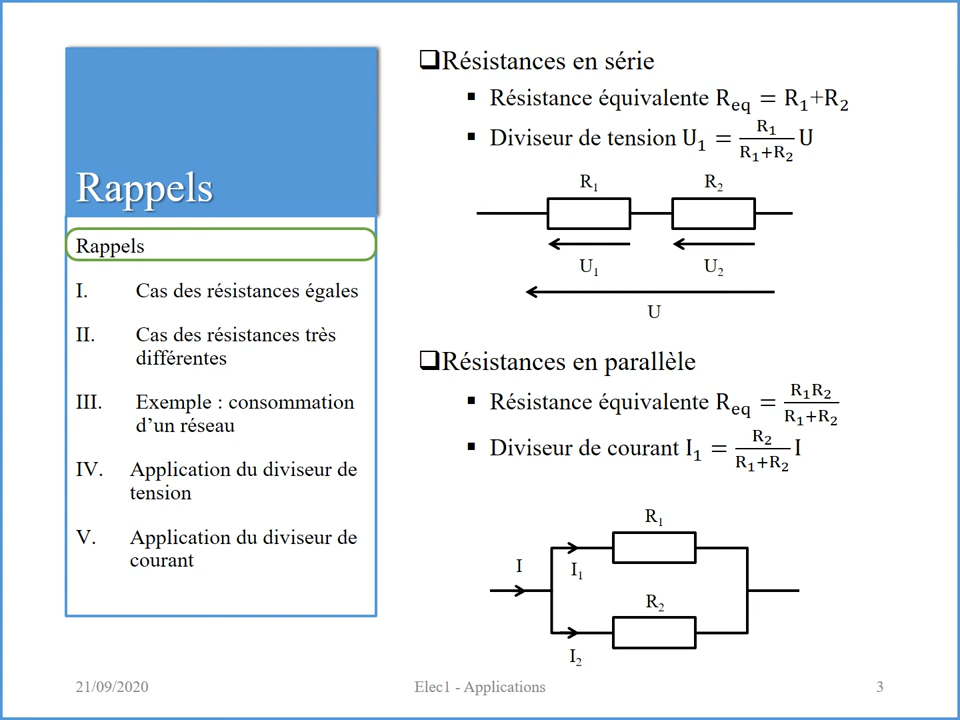 Rappels
Rappels
I. Cas des résistances égales
II. Cas des résistances très
différentes
III. Exemple : consommation
d’un réseau
IV. Application du diviseur de
tension
V. Application du diviseur de
courant
❑Résistances en série
▪ Résistance équivalente R_eq = R₁+R₂
▪ Diviseur de tension U₁ = R₁/(R₁+R₂) U
R₁ R₂
U₁ U₂
U
❑Résistances en parallèle
▪ Résistance équivalente R_eq = R₁R₂/(R₁+R₂)
▪ Diviseur de courant I₁ = R₂/(R₁+R₂) I
R₁
I I₁
R₂
I₂
21/09/2020 Elec1 - Applications 3